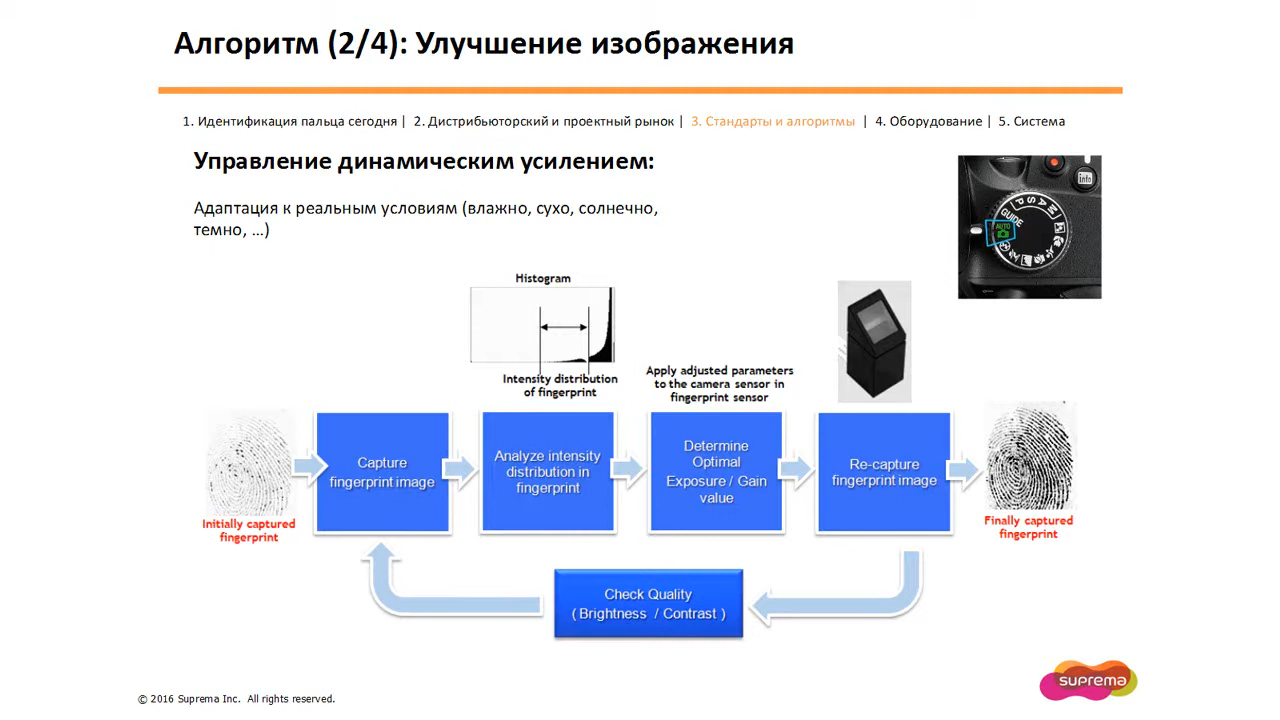 Алгоритм (2/4): Улучшение изображения
1. Идентификация пальца сегодня | 2. Дистрибьюторский и проектный рынок | 3. Стандарты и алгоритмы | 4. Оборудование | 5. Система
Управление динамическим усилением:
Адаптация к реальным условиям (влажно, сухо, солнечно,
темно, ...)
info
M A S P
GUIDE
AUTO
Histogram
Intensity distribution
of fingerprint
Apply adjusted parameters
to the camera sensor in
fingerprint sensor
Initially captured
fingerprint
Capture
fingerprint image
Analyze intensity
distribution in
fingerprint
Determine
Optimal
Exposure / Gain
value
Re-capture
fingerprint image
Finally captured
fingerprint
Check Quality
( Brightness / Contrast )
suprema
© 2016 Suprema Inc. All rights reserved.